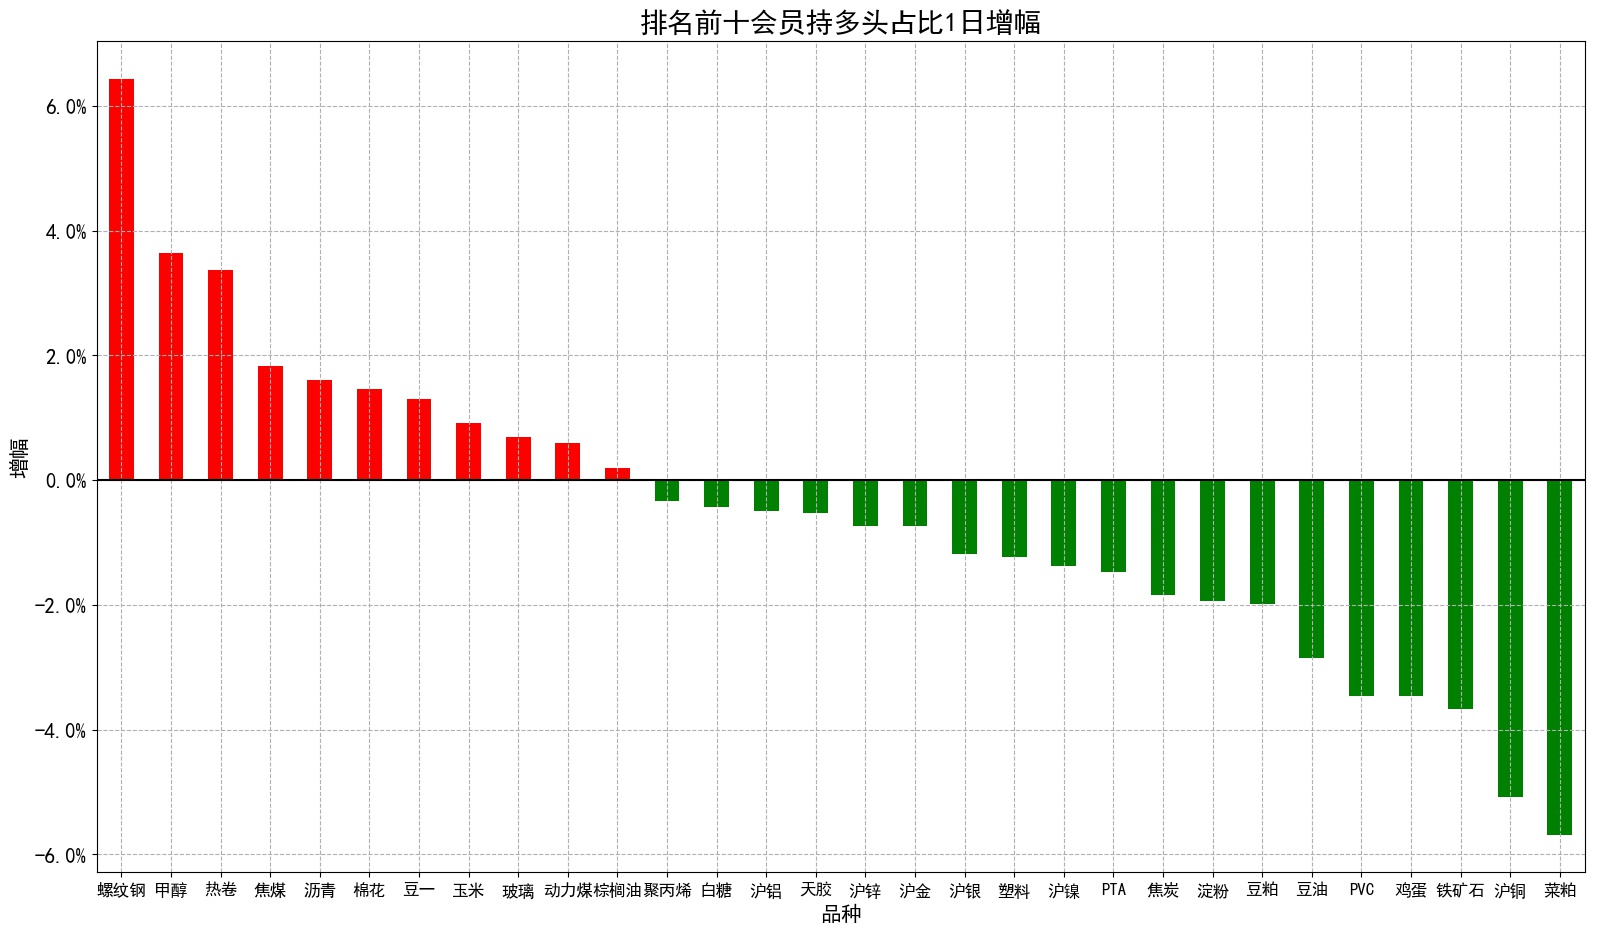 排名前十会员持多头占比1日增幅
增幅
6.0%
4.0%
2.0%
0.0%
-2.0%
-4.0%
-6.0%
螺纹钢 甲醇 热卷 焦煤 沥青 棉花 豆一 玉米 玻璃 动力煤 棕榈油 聚丙烯 白糖 沪铝 天胶 沪锌 沪金 沪银 塑料 沪镍 PTA 焦炭 淀粉 豆粕 豆油 PVC 鸡蛋 铁矿石 沪铜 菜粕
品种